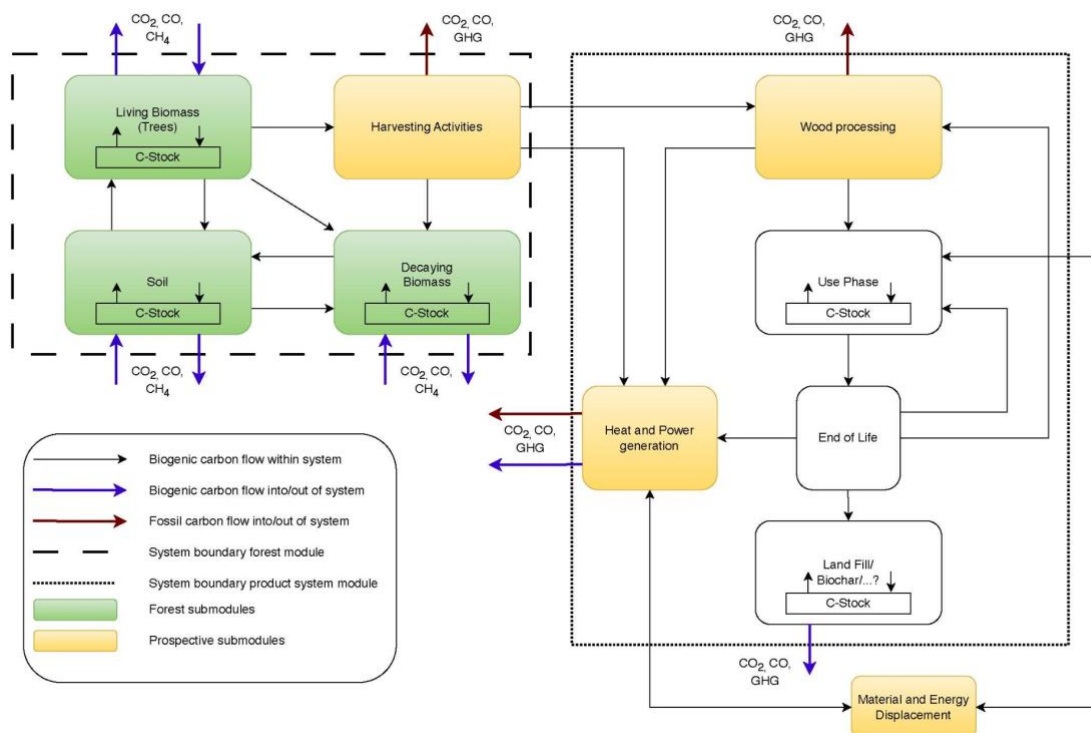 CO2, CO,
CH4
CO2, CO,
GHG
CO2, CO,
GHG
Living Biomass
(Trees)
C-Stock
Harvesting Activities
Wood processing
Soil
C-Stock
Decaying
Biomass
C-Stock
Use Phase
C-Stock
CO2, CO,
CH4
CO2, CO,
CH4
CO2, CO,
GHG
Heat and Power
generation
End of Life
Biogenic carbon flow within system
Biogenic carbon flow into/out of system
Fossil carbon flow into/out of system
System boundary forest module
System boundary product system module
Forest submodules
Prospective submodules
Land Fill/
Biochar/...?
C-Stock
CO2, CO,
GHG
Material and Energy
Displacement